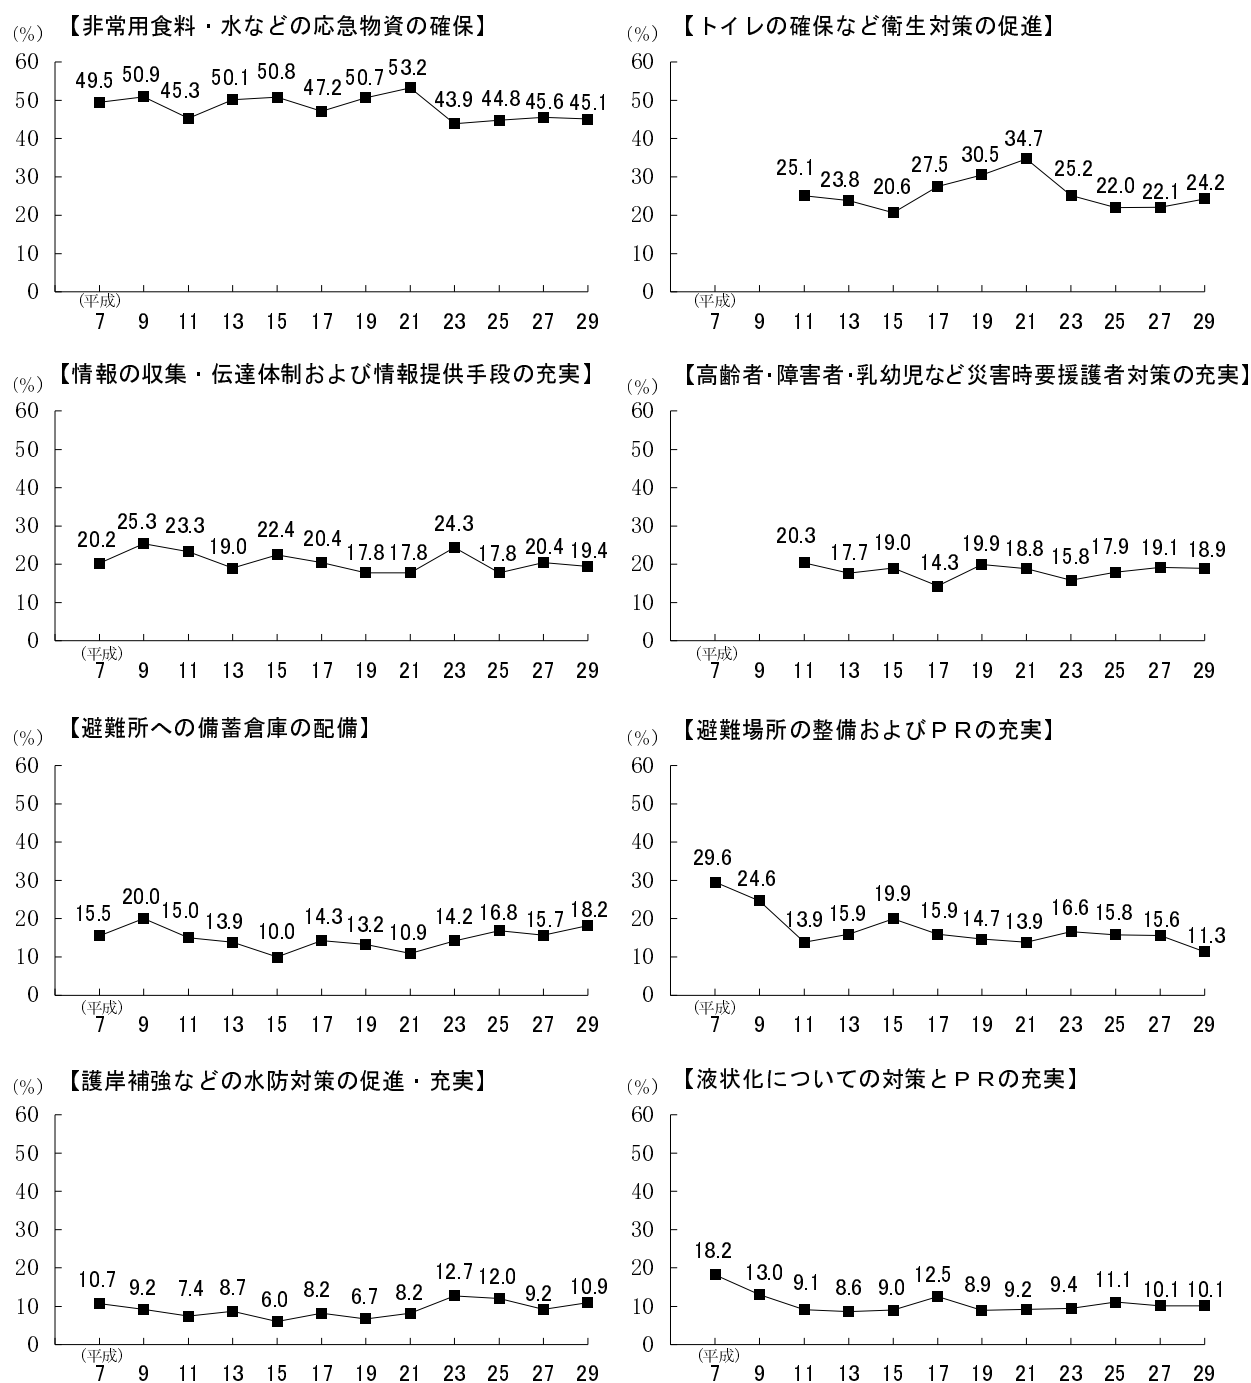 (%) 【非常用食料・水などの応急物資の確保】
60
50
40
30
20
10
0
49.5 50.9 45.3 50.1 50.8 47.2 50.7 53.2 43.9 44.8 45.6 45.1
(平成)
7 9 11 13 15 17 19 21 23 25 27 29
(%) 【トイレの確保など衛生対策の促進】
60
50
40
30
20
10
0
25.1 23.8 20.6 27.5 30.5 34.7 25.2 22.0 22.1 24.2
(平成)
7 9 11 13 15 17 19 21 23 25 27 29
(%) 【情報の収集・伝達体制および情報提供手段の充実】
60
50
40
30
20
10
0
20.2 25.3 23.3 19.0 22.4 20.4 17.8 17.8 24.3 17.8 20.4 19.4
(平成)
7 9 11 13 15 17 19 21 23 25 27 29
(%) 【高齢者・障害者・乳幼児など災害時要援護者対策の充実】
60
50
40
30
20
10
0
20.3 17.7 19.0 14.3 19.9 18.8 15.8 17.9 19.1 18.9
(平成)
7 9 11 13 15 17 19 21 23 25 27 29
(%) 【避難所への備蓄倉庫の配備】
60
50
40
30
20
10
0
15.5 20.0 15.0 13.9 10.0 14.3 13.2 10.9 14.2 16.8 15.7 18.2
(平成)
7 9 11 13 15 17 19 21 23 25 27 29
(%) 【避難場所の整備およびＰＲの充実】
60
50
40
30
20
10
0
29.6 24.6 13.9 15.9 19.9 15.9 14.7 13.9 16.6 15.8 15.6 11.3
(平成)
7 9 11 13 15 17 19 21 23 25 27 29
(%) 【護岸補強などの水防対策の促進・充実】
60
50
40
30
20
10
0
10.7 9.2 7.4 8.7 6.0 8.2 6.7 8.2 12.7 12.0 9.2 10.9
(平成)
7 9 11 13 15 17 19 21 23 25 27 29
(%) 【液状化についての対策とＰＲの充実】
60
50
40
30
20
10
0
18.2 13.0 9.1 8.6 9.0 12.5 8.9 9.2 9.4 11.1 10.1 10.1
(平成)
7 9 11 13 15 17 19 21 23 25 27 29